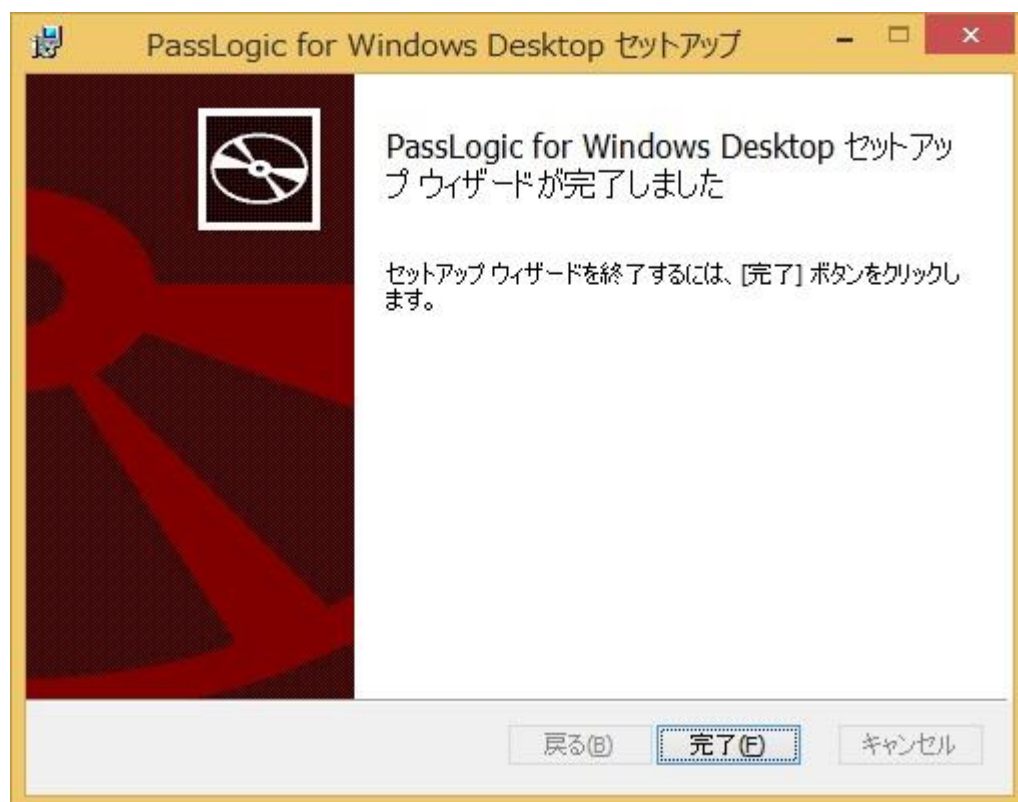 PassLogic for Windows Desktop セットアップ
PassLogic for Windows Desktop セットアッ
プ ウィザードが完了しました
セットアップ ウィザードを終了するには、[完了] ボタンをクリックし
ます。
戻る(B) 完了(F) キャンセル